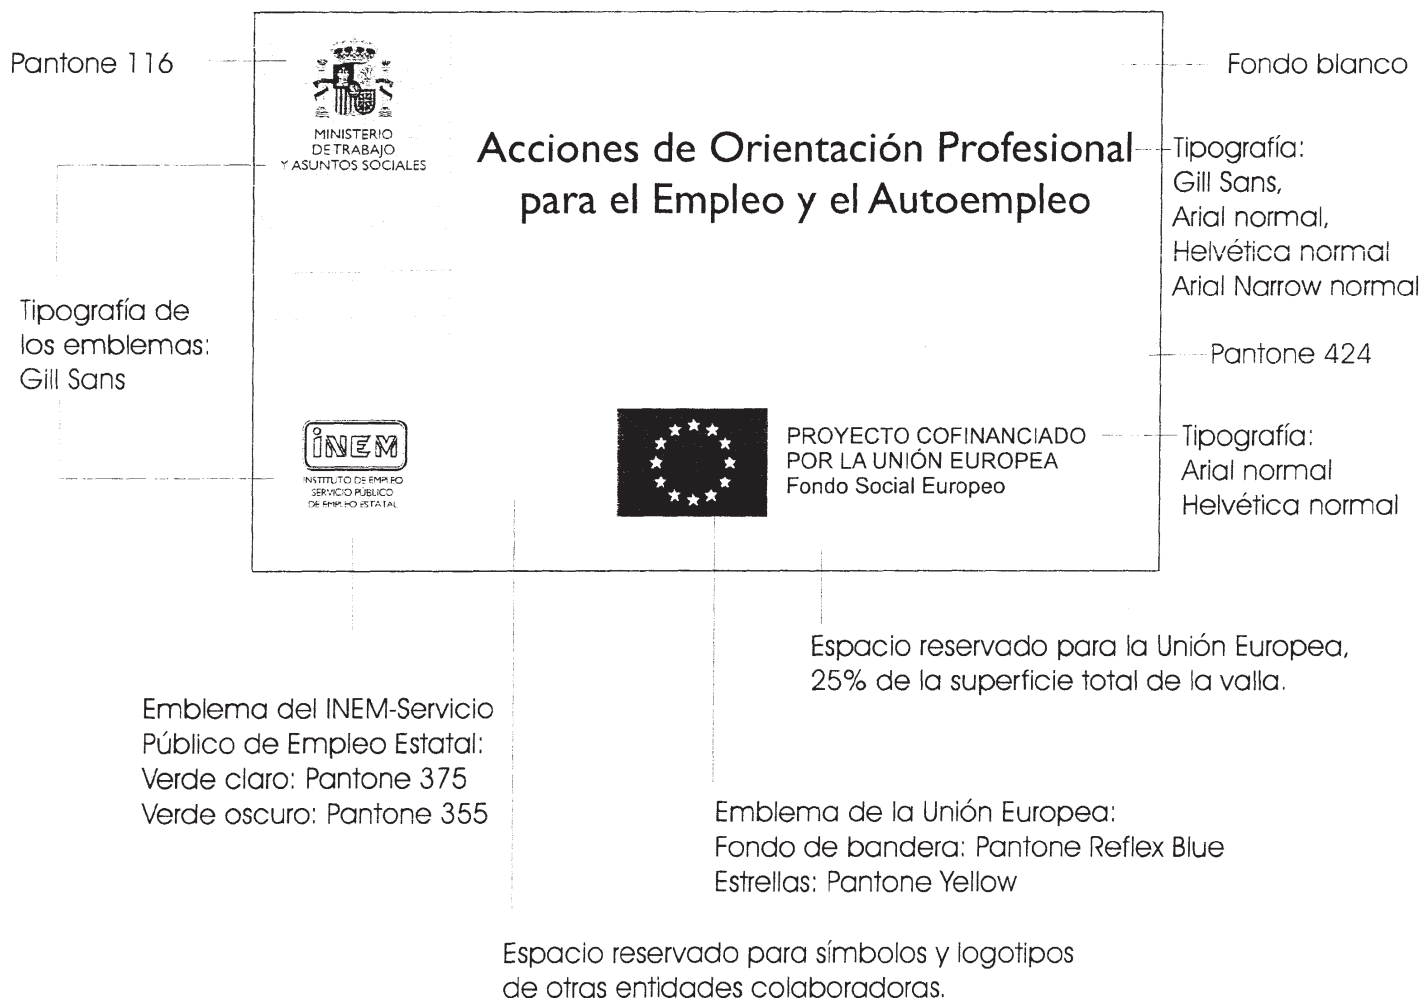 Pantone 116
Fondo blanco
MINISTERIO
DE TRABAJO
Y ASUNTOS SOCIALES
Acciones de Orientación Profesional
para el Empleo y el Autoempleo
Tipografía:
Gill Sans,
Arial normal,
Helvética normal
Arial Narrow normal
Tipografía de
los emblemas:
Gill Sans
Pantone 424
INEM
INSTITUTO DE EMPLEO
SERVICIO PÚBLICO
DE EMPLEO ESTATAL
PROYECTO COFINANCIADO
POR LA UNIÓN EUROPEA
Fondo Social Europeo
Tipografía:
Arial normal
Helvética normal
Espacio reservado para la Unión Europea,
25% de la superficie total de la valla.
Emblema del INEM-Servicio
Público de Empleo Estatal:
Verde claro: Pantone 375
Verde oscuro: Pantone 355
Emblema de la Unión Europea:
Fondo de bandera: Pantone Reflex Blue
Estrellas: Pantone Yellow
Espacio reservado para símbolos y logotipos
de otras entidades colaboradoras.